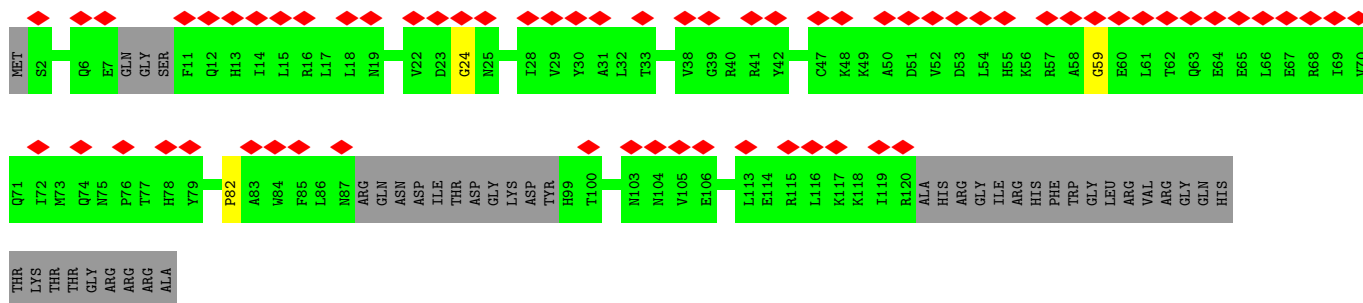 MET S2 Q6 E7 GLN GLY SER F11 Q12 H13 I14 L15 R16 L17 L18 N19 V22 D23 G24 N25 I28 V29 Y30 A31 L32 T33 V38 G39 R40 R41 Y42 C47 K48 K49 A50 D51 V52 D53 L54 H55 K56 R57 A58 G59 E60 L61 T62 Q63 E64 E65 L66 E67 R68 I69 V70
Q71 I72 M73 Q74 N75 P76 T77 H78 Y79 P82 A83 W84 F85 L86 N87 ARG GLN ASN ASP ILE THR ASP GLY LYS ASP TYR H99 T100 N103 N104 V105 E106 L113 E114 R115 L116 K117 K118 I119 R120 ALA HIS ARG GLY ILE ARG HIS PHE TRP GLY LEU ARG VAL ARG GLY GLN HIS
THR LYS THR THR GLY ARG ARG ARG ALA